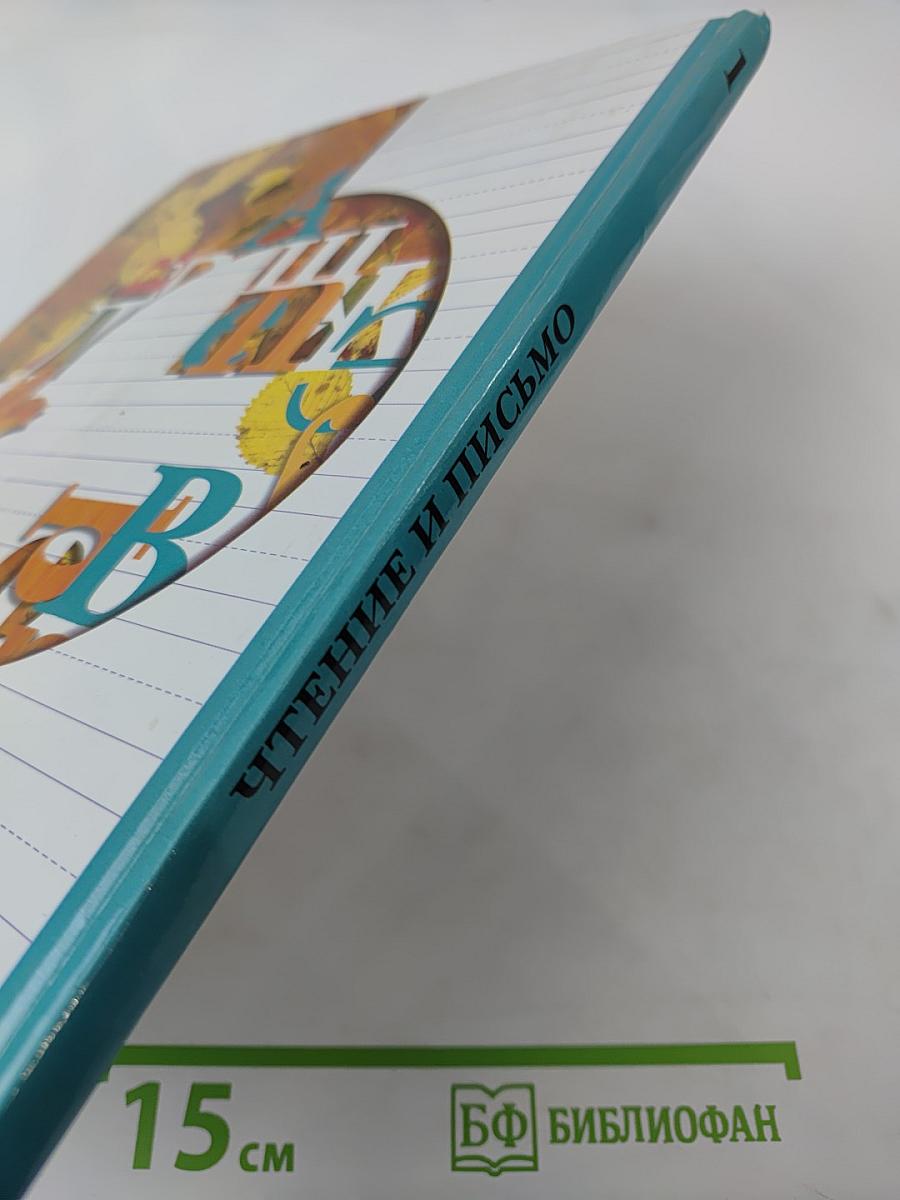 ЧТЕНИЕ И ПИСЬМО
1
В
15 см
БФ БИБЛИОФАН